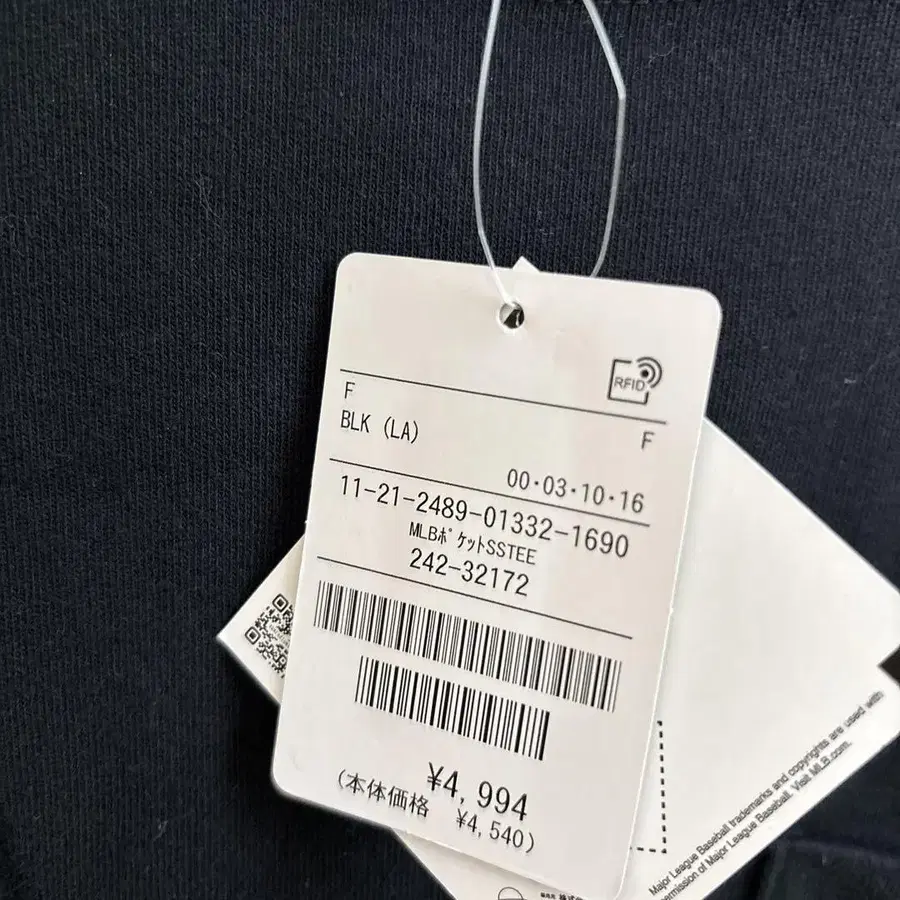 RFID
F
BLK (LA)
F
00・03・10・16
11-21-2489-01332-1690
MLBﾎﾟｹｯﾄSSTEE
242-32172
¥4,994
(本体価格 ¥4,540)
Major League Baseball trademarks and copyrights are used with
permission of Major League Baseball. Visit MLB.com.